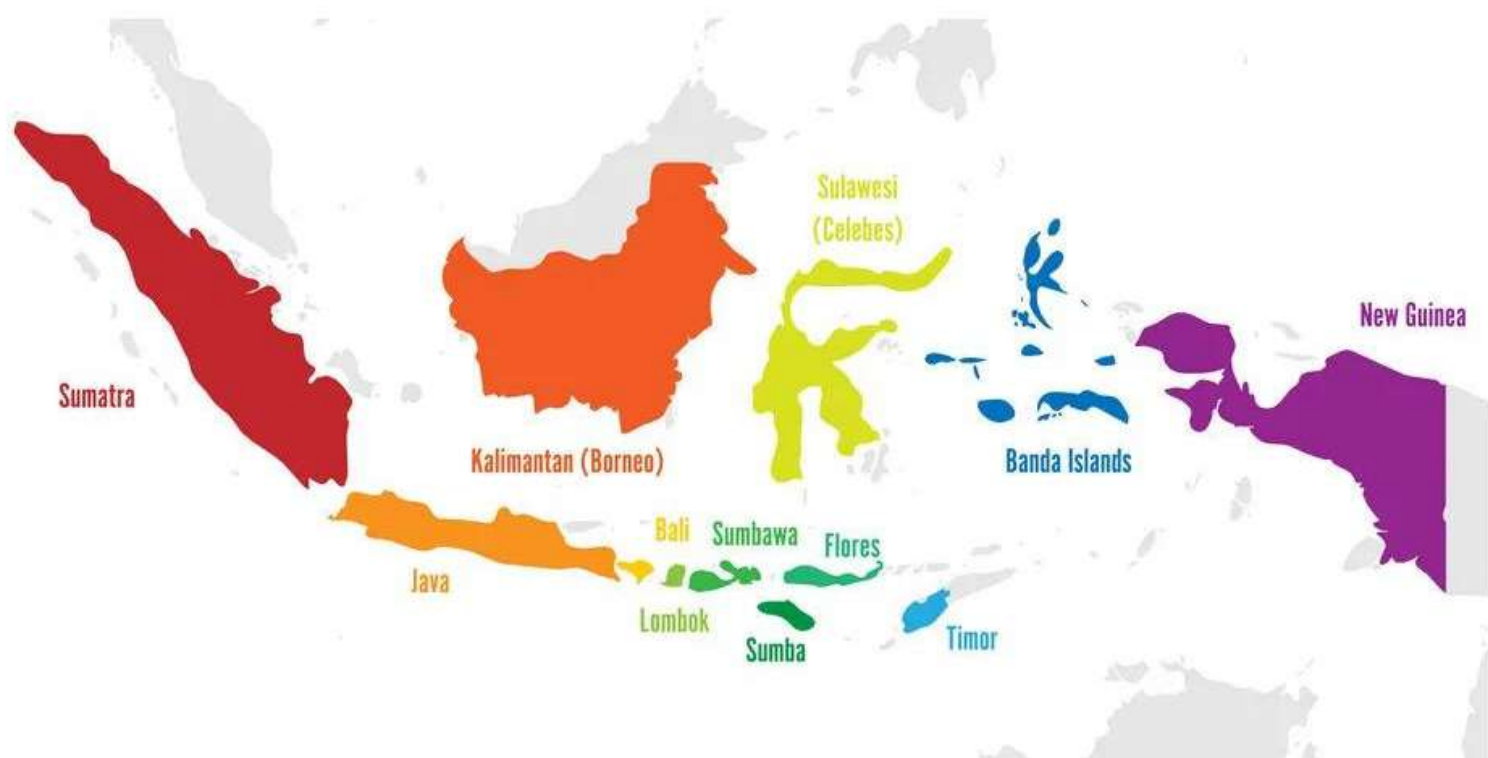 Sulawesi
(Celebes)
New Guinea
Sumatra
Kalimantan (Borneo)
Banda Islands
Bali
Sumbawa
Flores
Java
Lombok
Sumba
Timor